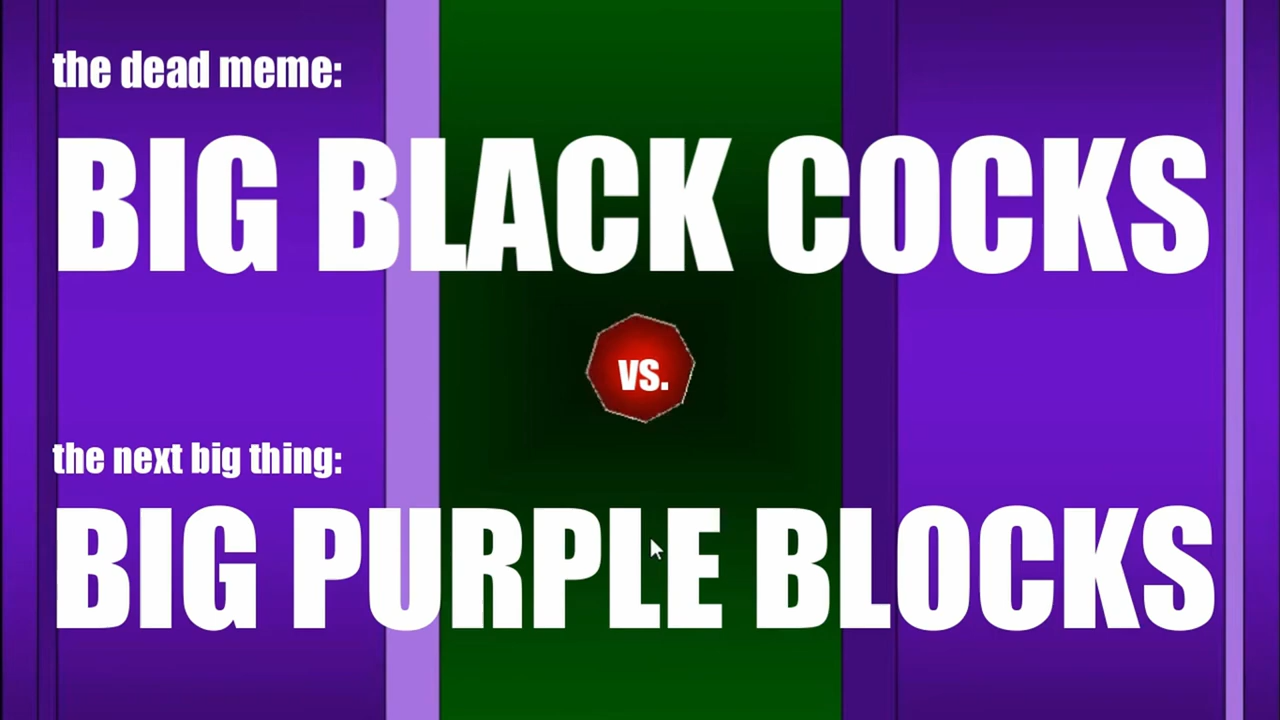 the dead meme:
BIG BLACK COCKS
vs.
the next big thing:
BIG PURPLE BLOCKS